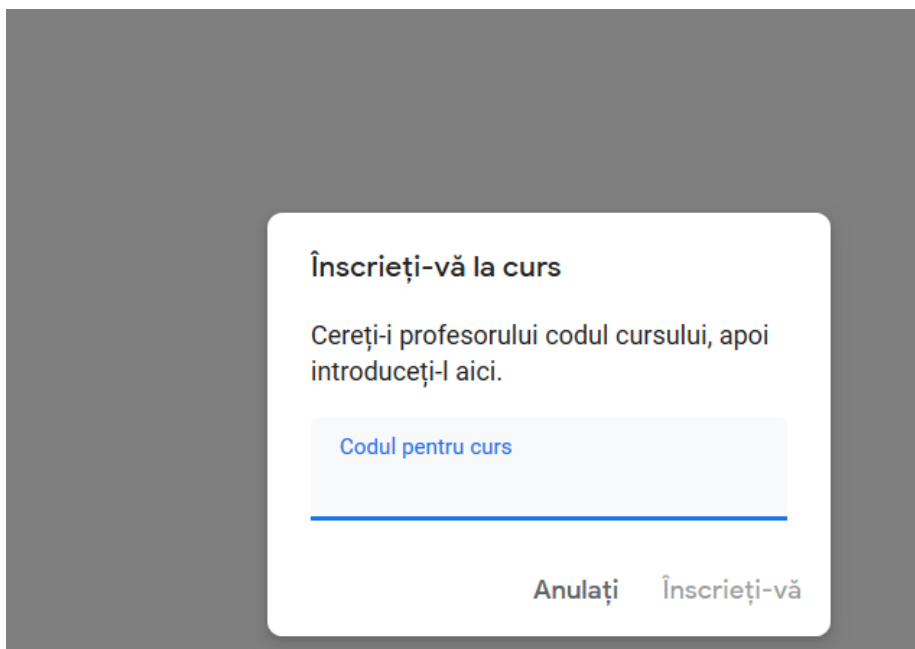 Înscrieți-vă la curs
Cereți-i profesorului codul cursului, apoi
introduceți-l aici.
Codul pentru curs
Anulați Înscrieți-vă